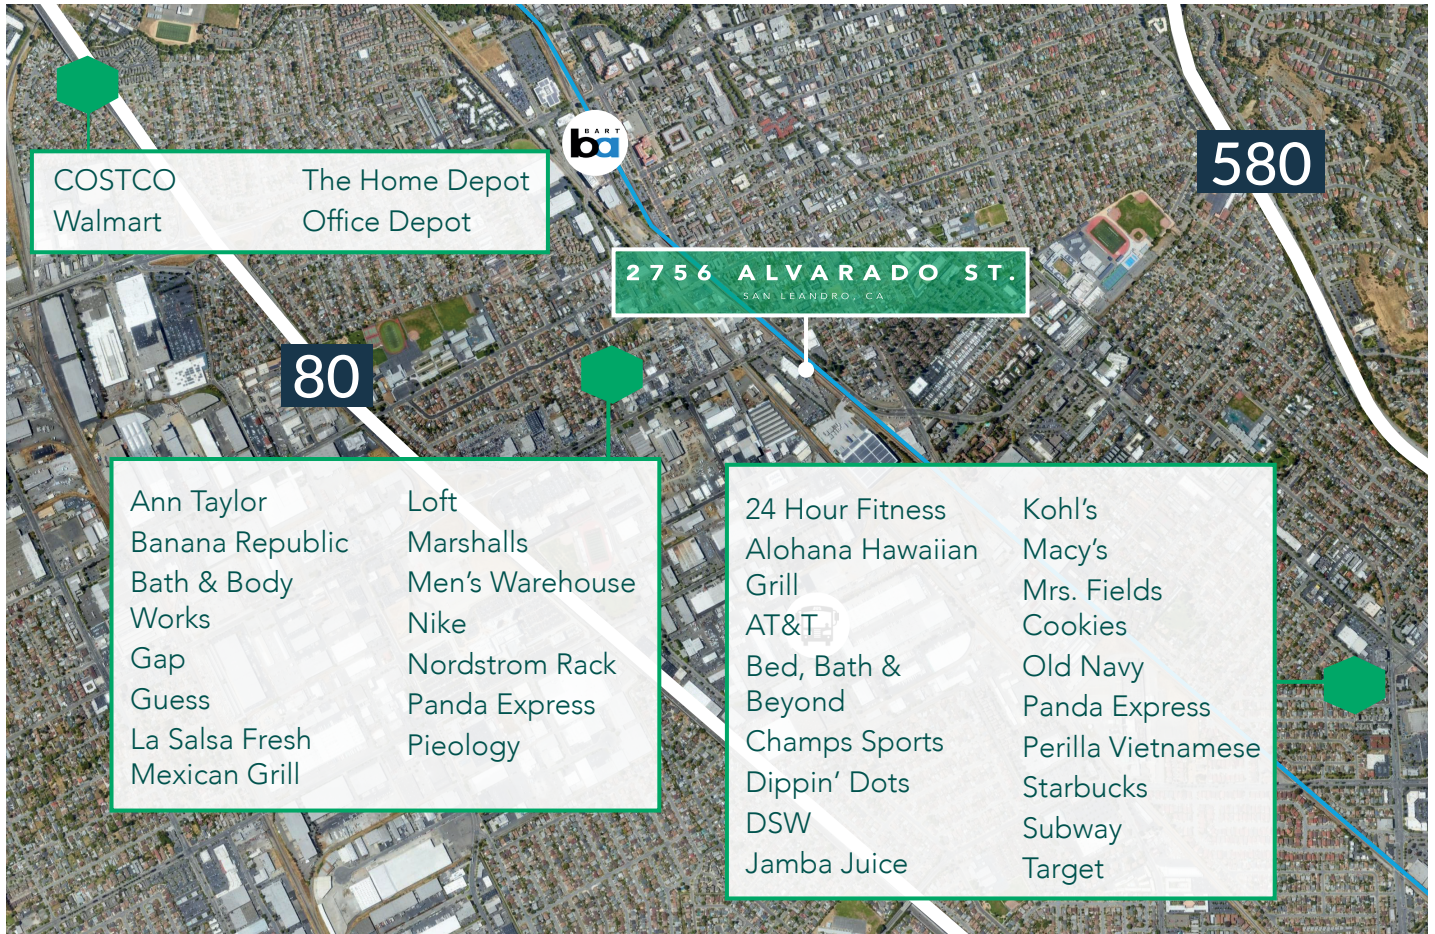 BART
ba
580
COSTCO
Walmart
The Home Depot
Office Depot
2756 ALVARADO ST.
SAN LEANDRO, CA
80
Ann Taylor
Banana Republic
Bath & Body
Works
Gap
Guess
La Salsa Fresh
Mexican Grill
Loft
Marshalls
Men’s Warehouse
Nike
Nordstrom Rack
Panda Express
Pieology
24 Hour Fitness
Alohana Hawaiian
Grill
AT&T
Bed, Bath &
Beyond
Champs Sports
Dippin’ Dots
DSW
Jamba Juice
Kohl’s
Macy’s
Mrs. Fields
Cookies
Old Navy
Panda Express
Perilla Vietnamese
Starbucks
Subway
Target